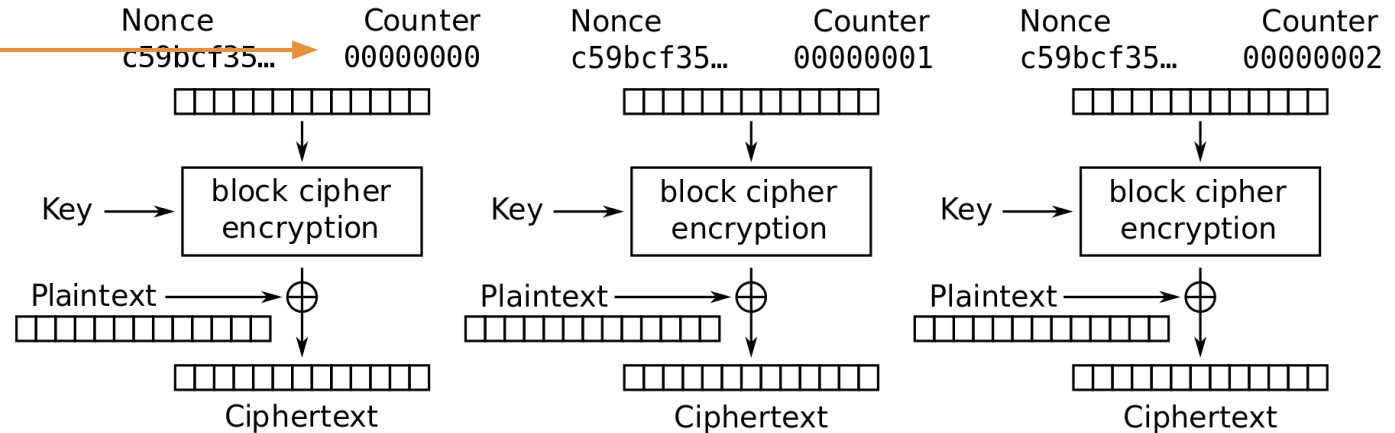 Nonce Counter Nonce Counter Nonce Counter
c59bcf35… 00000000 c59bcf35… 00000001 c59bcf35… 00000002
block cipher block cipher block cipher
Key encryption Key encryption Key encryption
Plaintext Plaintext Plaintext
Ciphertext Ciphertext Ciphertext